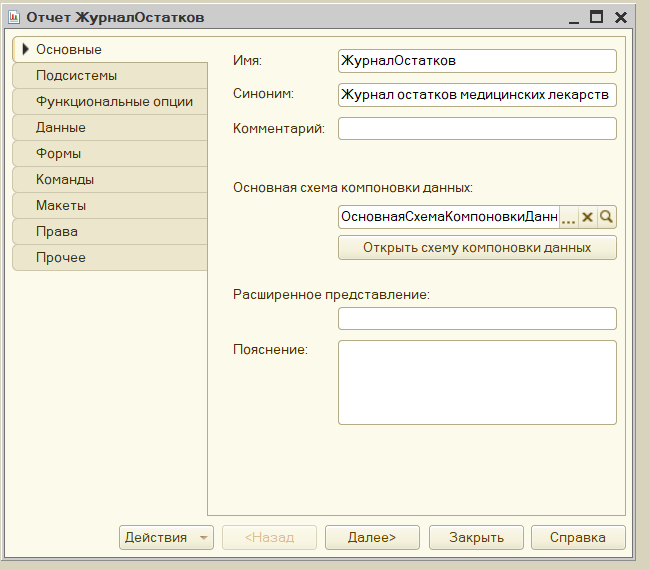 Отчет ЖурналОстатков
Основные
Подсистемы
Функциональные опции
Данные
Формы
Команды
Макеты
Права
Прочее
Имя: ЖурналОстатков
Синоним: Журнал остатков медицинских лекарств
Комментарий:
Основная схема компоновки данных:
ОсновнаяСхемаКомпоновкиДанн ...
Открыть схему компоновки данных
Расширенное представление:
Пояснение:
Действия <Назад Далее> Закрыть Справка